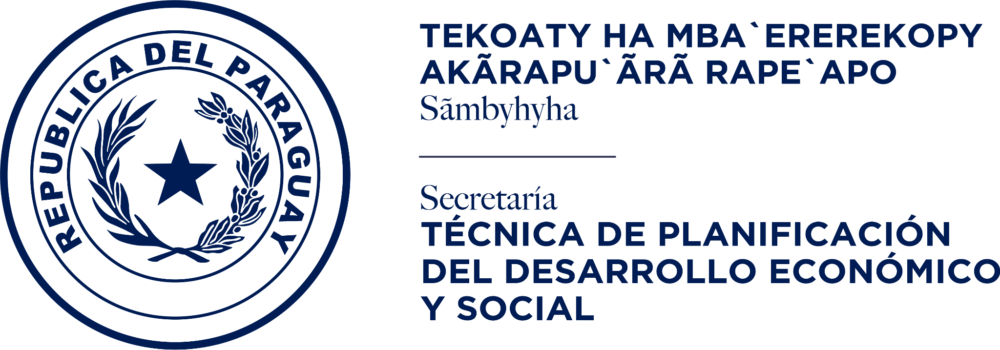 REPUBLICA DEL PARAGUAY
TEKOATY HA MBA`EREREKOPY
AKÃRAPU`ÃRÃ RAPE`APO
Sãmbyhyha
Secretaría
TÉCNICA DE PLANIFICACIÓN
DEL DESARROLLO ECONÓMICO
Y SOCIAL